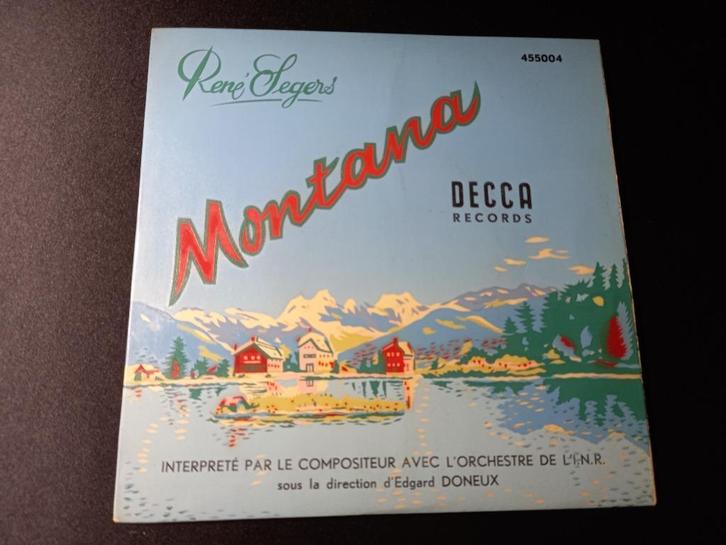 René Segers
455004
Montana
DECCA
RECORDS
INTERPRETÉ PAR LE COMPOSITEUR AVEC L'ORCHESTRE DE L'I.N.R.
sous la direction d'Edgard DONEUX